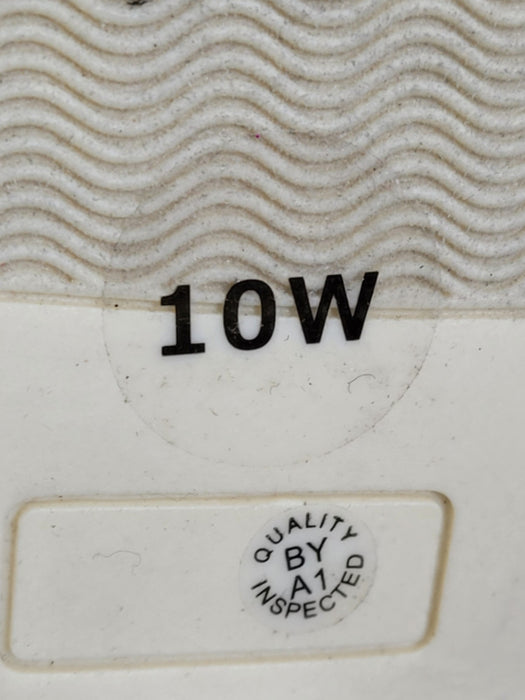 10W
QUALITY
BY
A1
INSPECTED